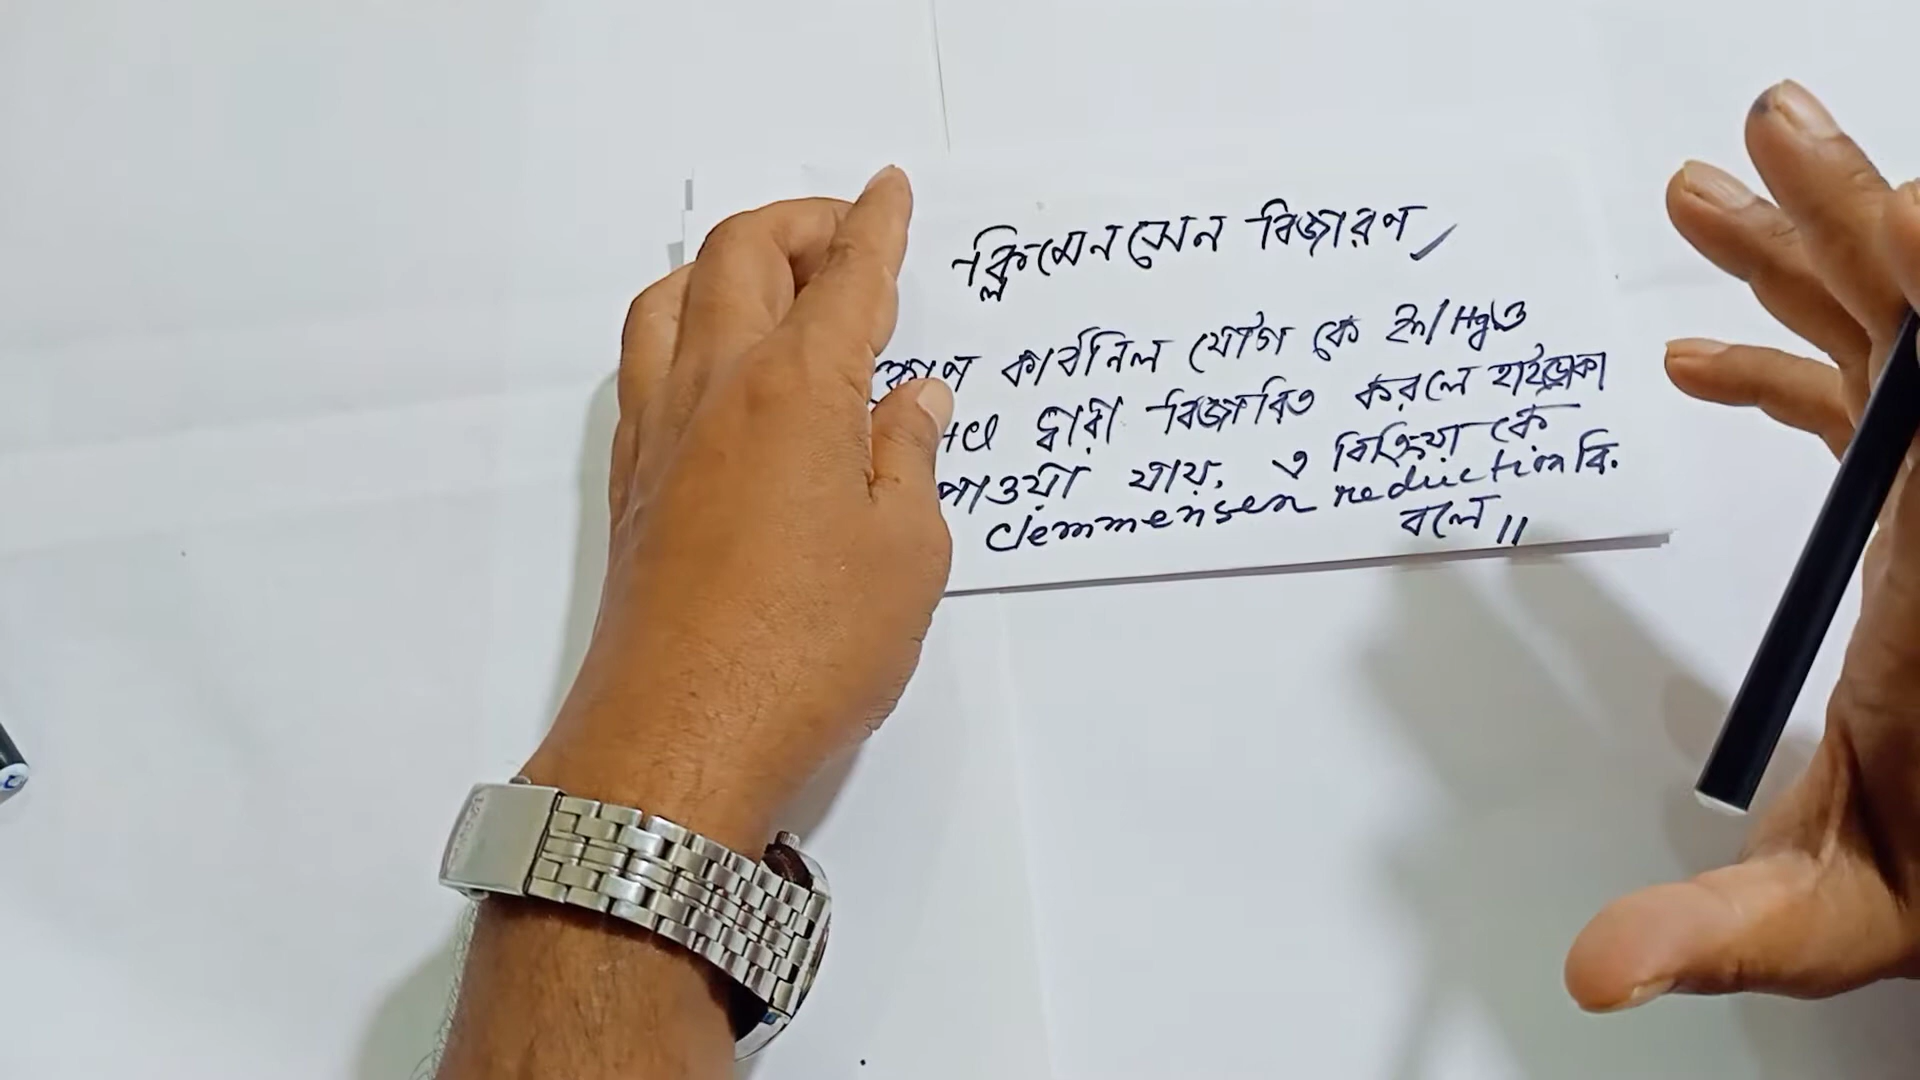 ক্লিমেনসেন বিজারণ
কার্বনিল যৌগ কে Zn/Hg ও
HCl দ্বারা বিজারিত করলে হাইড্রোকা
পাওয়া যায়, এ বিক্রিয়া কে
Clemmensen reduction বি.
বলে।।